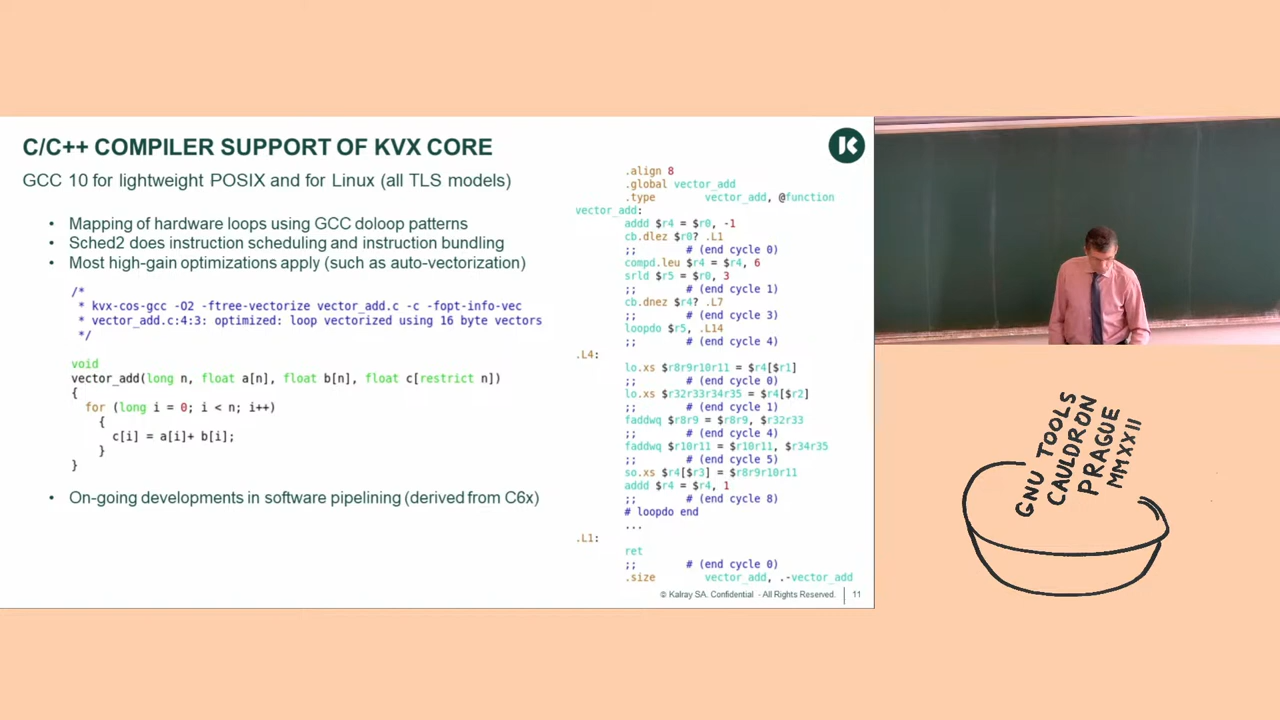 C/C++ COMPILER SUPPORT OF KVX CORE
GCC 10 for lightweight POSIX and for Linux (all TLS models)
• Mapping of hardware loops using GCC doloop patterns
• Sched2 does instruction scheduling and instruction bundling
• Most high-gain optimizations apply (such as auto-vectorization)
/*
* kvx-cos-gcc -O2 -ftree-vectorize vector_add.c -c -fopt-info-vec
* vector_add.c:4:3: optimized: loop vectorized using 16 byte vectors
*/
void
vector_add(long n, float a[n], float b[n], float c[restrict n])
{
for (long i = 0; i < n; i++)
{
c[i] = a[i]+ b[i];
}
}
• On-going developments in software pipelining (derived from C6x)
.align 8
.global vector_add
.type vector_add, @function
vector_add:
addd $r4 = $r0, -1
cb.dlez $r0? .L1
;; # (end cycle 0)
compd.leu $r4 = $r4, 6
srld $r5 = $r0, 3
;; # (end cycle 1)
cb.dnez $r4? .L7
;; # (end cycle 3)
loopdo $r5, .L14
;; # (end cycle 4)
.L4:
lo.xs $r8r9r10r11 = $r4[$r1]
;; # (end cycle 0)
lo.xs $r32r33r34r35 = $r4[$r2]
;; # (end cycle 1)
faddwq $r8r9 = $r8r9, $r32r33
;; # (end cycle 4)
faddwq $r10r11 = $r10r11, $r34r35
;; # (end cycle 5)
so.xs $r4[$r3] = $r8r9r10r11
addd $r4 = $r4, 1
;; # (end cycle 8)
# loopdo end
...
.L1:
ret
;; # (end cycle 0)
.size vector_add, .-vector_add
© Kalray SA. Confidential - All Rights Reserved. 11
GNU TOOLS
CAULDRON
PRAGUE
MMXXII